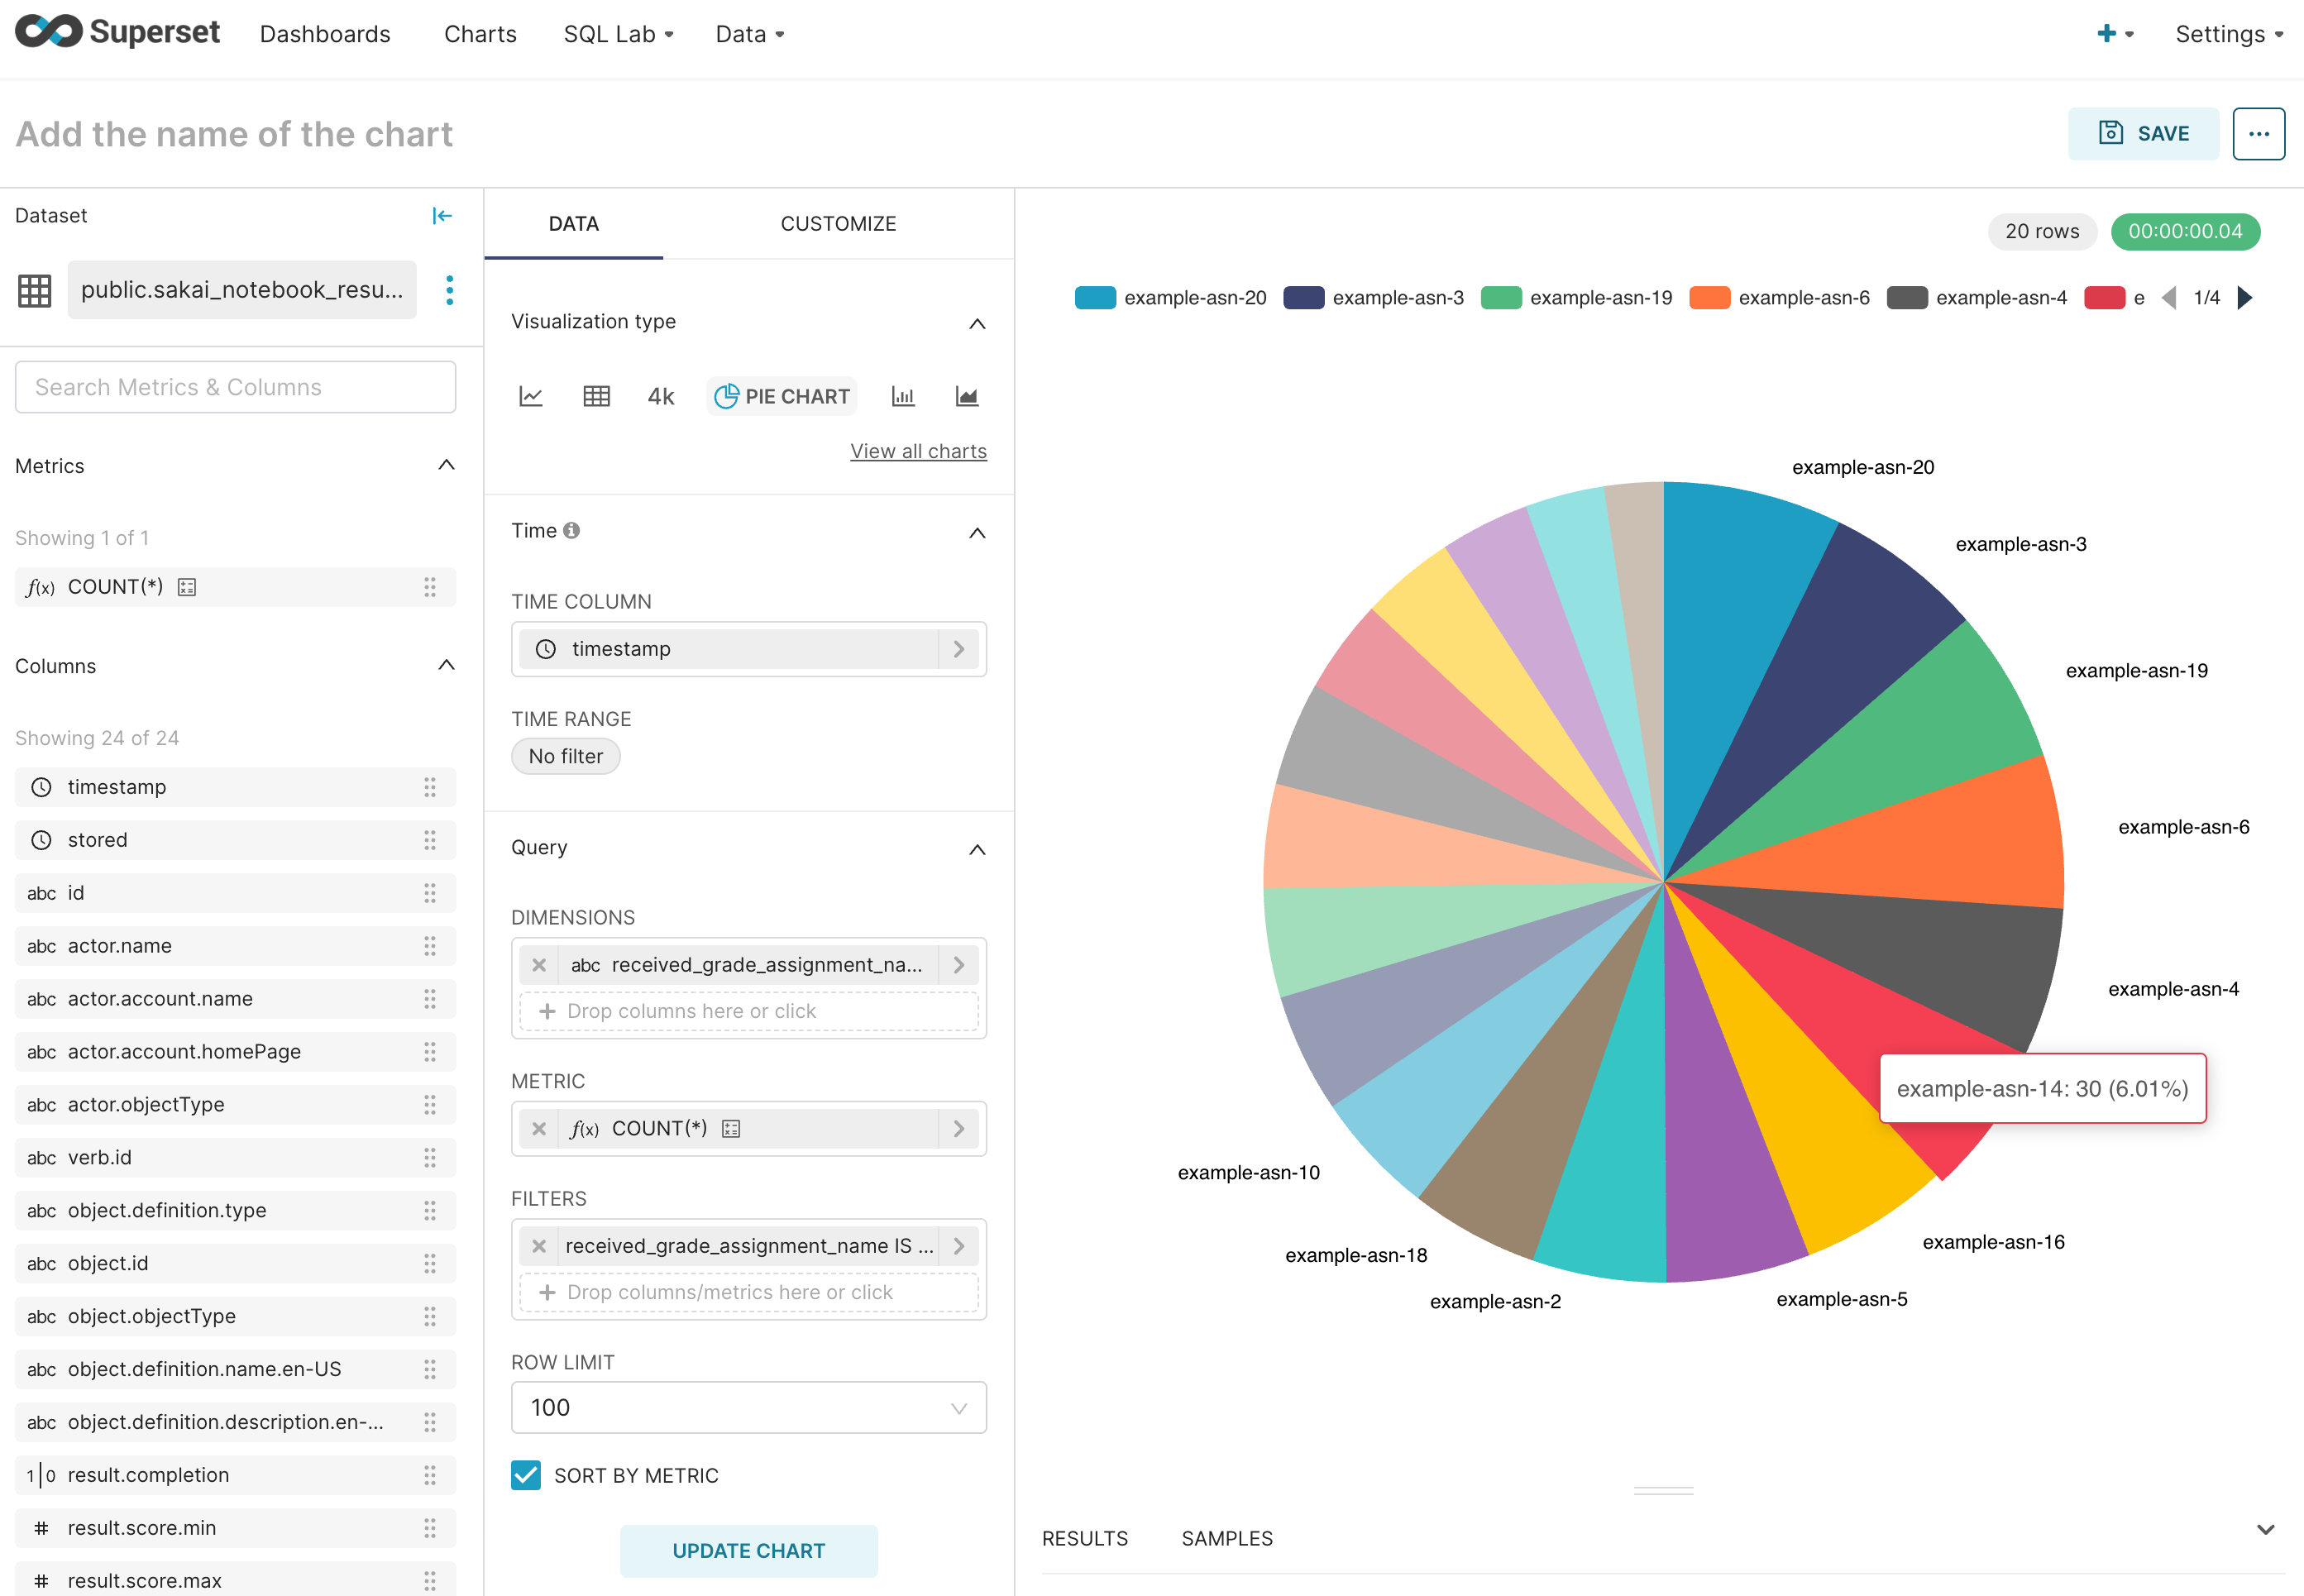 Superset Dashboards Charts SQL Lab Data Settings
Add the name of the chart
SAVE
Dataset
public.sakai_notebook_resu...
Search Metrics & Columns
Metrics
Showing 1 of 1
f(x) COUNT(*)
Columns
Showing 24 of 24
timestamp
stored
abc id
abc actor.name
abc actor.account.name
abc actor.account.homePage
abc actor.objectType
abc verb.id
abc object.definition.type
abc object.id
abc object.objectType
abc object.definition.name.en-US
abc object.definition.description.en-...
1|0 result.completion
# result.score.min
# result.score.max
DATA CUSTOMIZE
Visualization type
4k PIE CHART
View all charts
Time
TIME COLUMN
timestamp
TIME RANGE
No filter
Query
DIMENSIONS
abc received_grade_assignment_na...
+ Drop columns here or click
METRIC
f(x) COUNT(*)
FILTERS
received_grade_assignment_name IS ...
+ Drop columns/metrics here or click
ROW LIMIT
100
SORT BY METRIC
UPDATE CHART
20 rows 00:00:00.04
example-asn-20 example-asn-3 example-asn-19 example-asn-6 example-asn-4 e 1/4
example-asn-20
example-asn-3
example-asn-19
example-asn-6
example-asn-4
example-asn-14: 30 (6.01%)
example-asn-10
example-asn-16
example-asn-18
example-asn-5
example-asn-2
RESULTS SAMPLES